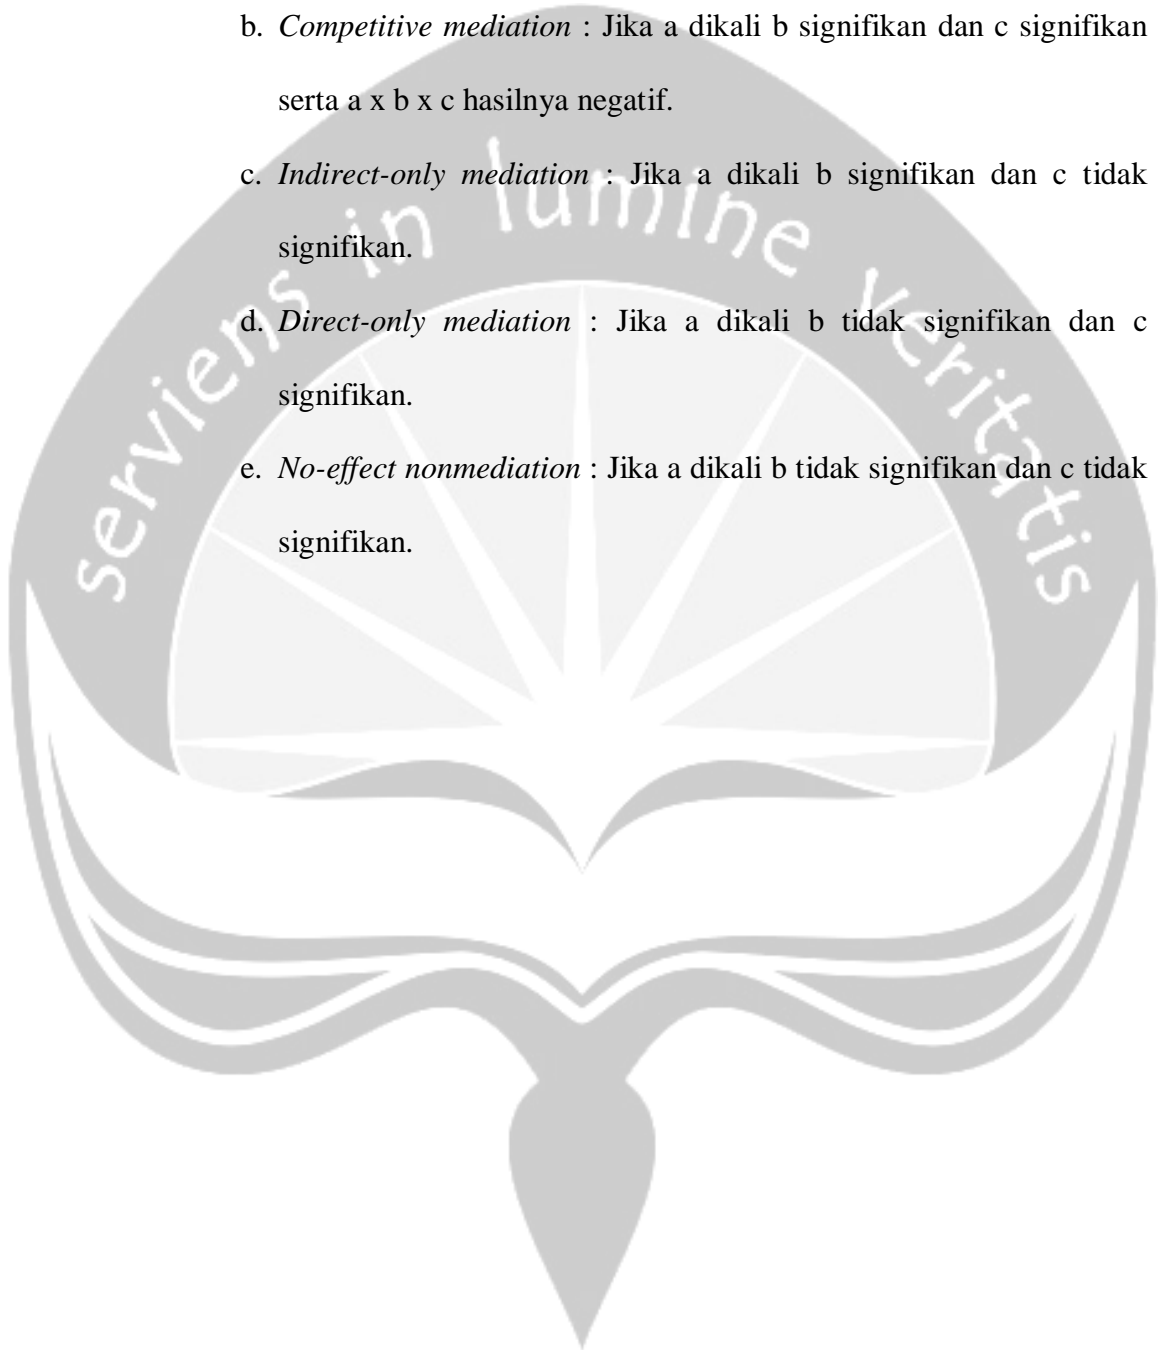 b. Competitive mediation : Jika a dikali b signifikan dan c signifikan
serta a x b x c hasilnya negatif.
c. Indirect-only mediation : Jika a dikali b signifikan dan c tidak
signifikan.
d. Direct-only mediation : Jika a dikali b tidak signifikan dan c
signifikan.
e. No-effect nonmediation : Jika a dikali b tidak signifikan dan c tidak
signifikan.
serviens in lumine veritatis